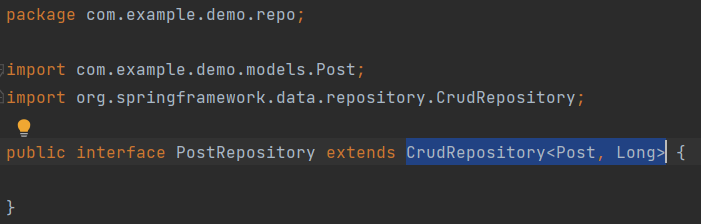 package com.example.demo.repo;
import com.example.demo.models.Post;
import org.springframework.data.repository.CrudRepository;
public interface PostRepository extends CrudRepository<Post, Long> {
}